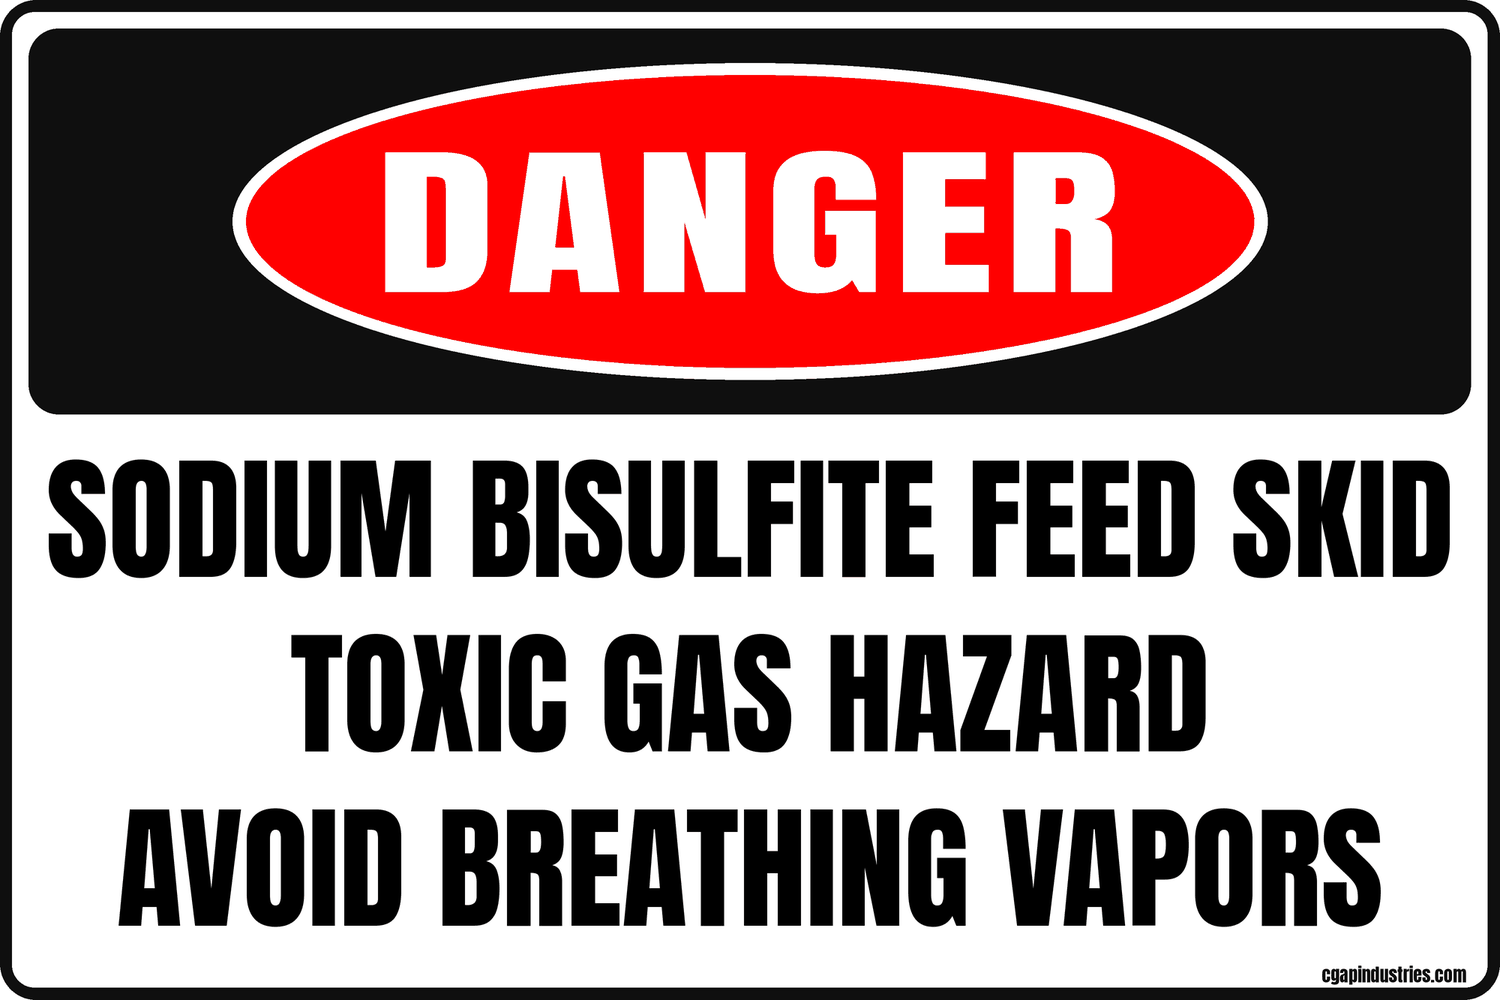 DANGER
SODIUM BISULFITE FEED SKID
TOXIC GAS HAZARD
AVOID BREATHING VAPORS
cgapindustries.com